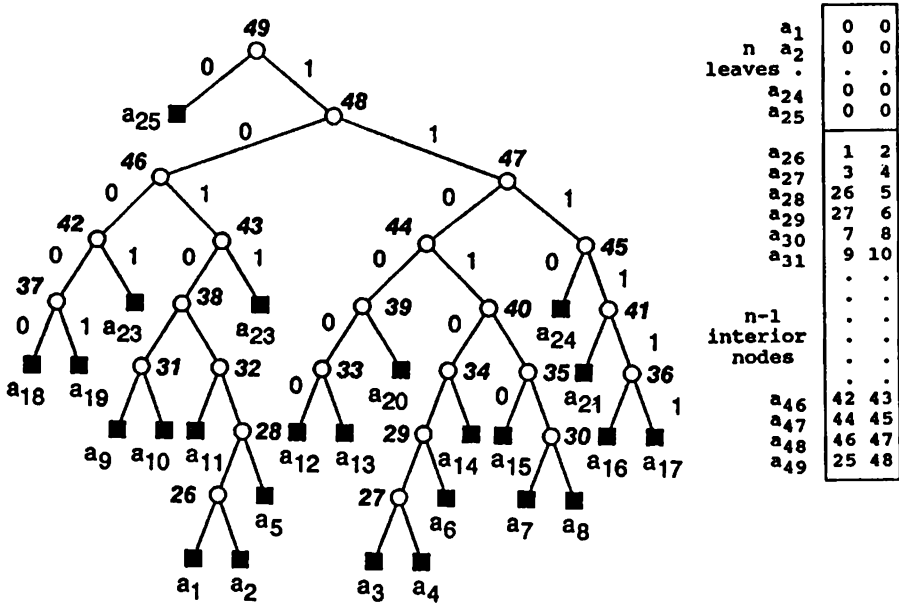 49
0 1
a25
48
0 1
46 47
0 1 0 1
42 43 44 45
0 1 0 1 0 1 0 1
37 a23 38 a23 39 40 a24 41
0 1 0 0 1
a18 a19 31 32 33 a20 34 35 a21 36
0 0 1
a9 a10 a11 28 a12 a13 29 a14 a15 30 a16 a17
26 a5 27 a6 a7 a8
a1 a2 a3 a4
a1 0 0
n a2 0 0
leaves . . .
a24 0 0
a25 0 0
a26 1 2
a27 3 4
a28 26 5
a29 27 6
a30 7 8
a31 9 10
. .
. .
n-1 . .
interior . .
nodes . .
. .
a46 42 43
a47 44 45
a48 46 47
a49 25 48